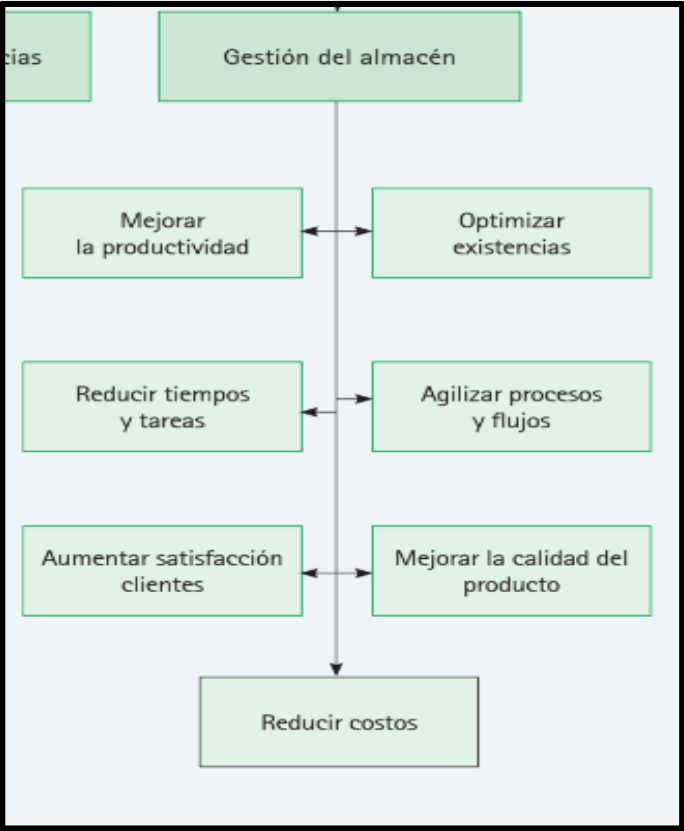 Gestión del almacén
Mejorar
la productividad
Optimizar
existencias
Reducir tiempos
y tareas
Agilizar procesos
y flujos
Aumentar satisfacción
clientes
Mejorar la calidad del
producto
Reducir costos